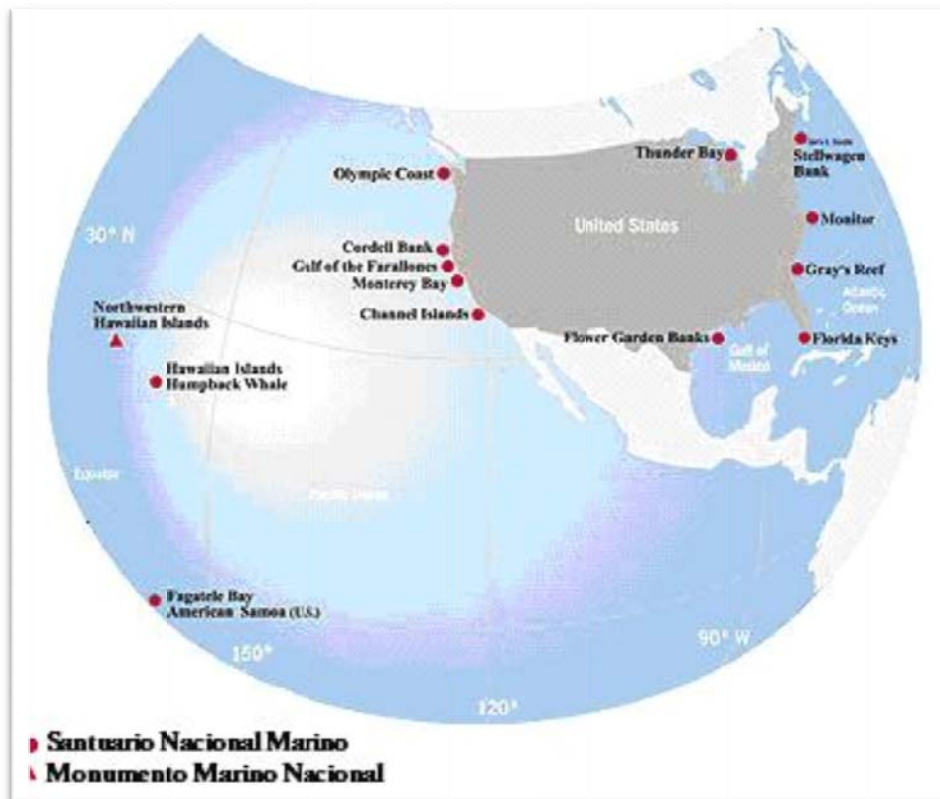 Thunder Bay
Stellwagen
Bank
Olympic Coast
United States
Monitor
30° N
Cordell Bank
Gulf of the Farallones
Monterey Bay
Gray's Reef
Atlantic
Ocean
Northwestern
Hawaiian Islands
Channel Islands
Flower Garden Banks
Gulf of
Mexico
Florida Keys
Hawaiian Islands
Humpback Whale
Equator
Pacific Ocean
Fagatele Bay
American Samoa (U.S.)
150°
90° W
120°
Santuario Nacional Marino
Monumento Marino Nacional